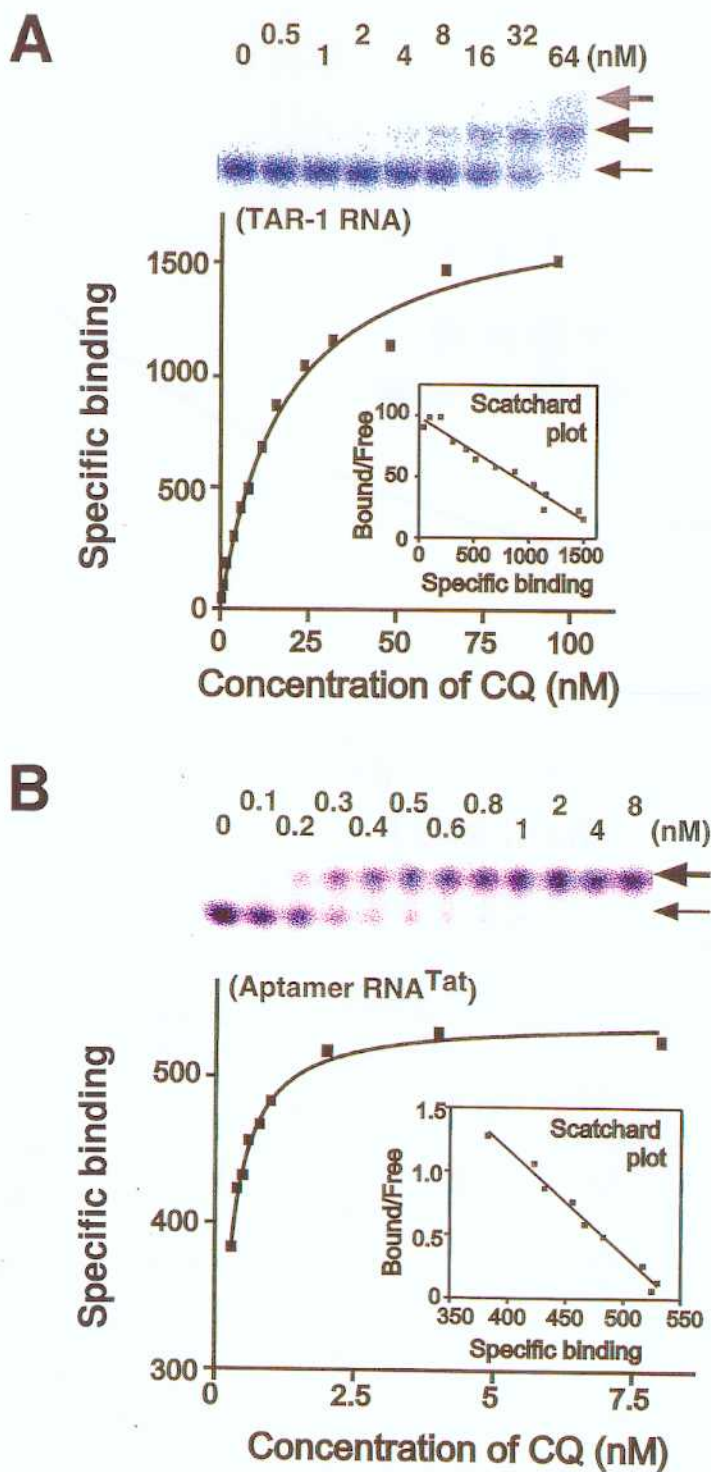 A
0 0.5 1 2 4 8 16 32 64 (nM)
(TAR-1 RNA)
Specific binding
1500
1000
500
0
0 25 50 75 100
Concentration of CQ (nM)
Scatchard
plot
Bound/Free
100
50
0
0 500 1000 1500
Specific binding
B
0 0.1 0.2 0.3 0.4 0.5 0.6 0.8 1 2 4 8 (nM)
(Aptamer RNATat)
Specific binding
500
400
300
0 2.5 5 7.5
Concentration of CQ (nM)
Scatchard
plot
Bound/Free
1.5
1.0
0.5
0
350 400 450 500 550
Specific binding